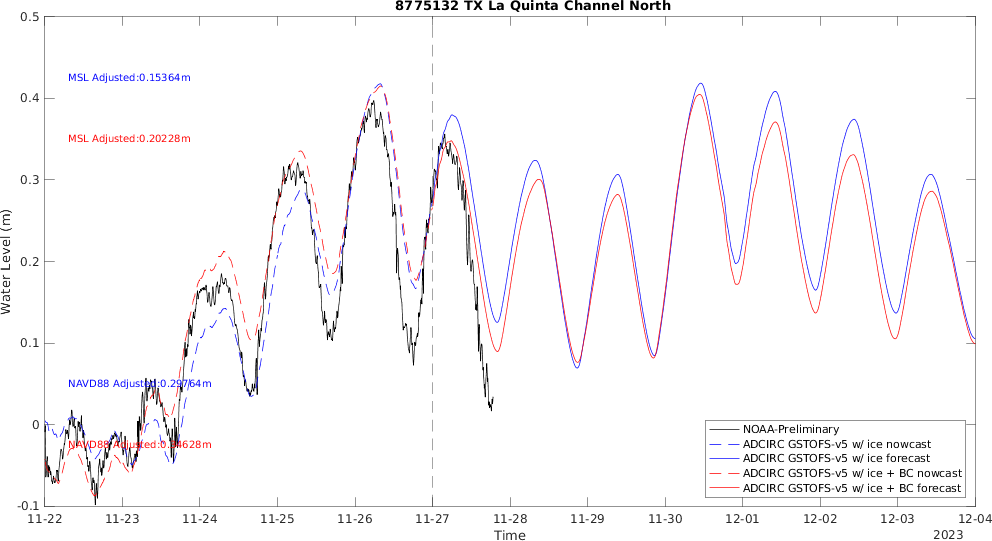 8775132 TX La Quinta Channel North
Water Level (m)
0.5
0.4
0.3
0.2
0.1
0
-0.1
MSL Adjusted:0.15364m
MSL Adjusted:0.20228m
NAVD88 Adjusted:0.29764m
NAVD88 Adjusted:0.34628m
NOAA-Preliminary
ADCIRC GSTOFS-v5 w/ ice nowcast
ADCIRC GSTOFS-v5 w/ ice forecast
ADCIRC GSTOFS-v5 w/ ice + BC nowcast
ADCIRC GSTOFS-v5 w/ ice + BC forecast
11-22 11-23 11-24 11-25 11-26 11-27 11-28 11-29 11-30 12-01 12-02 12-03 12-04
Time
2023